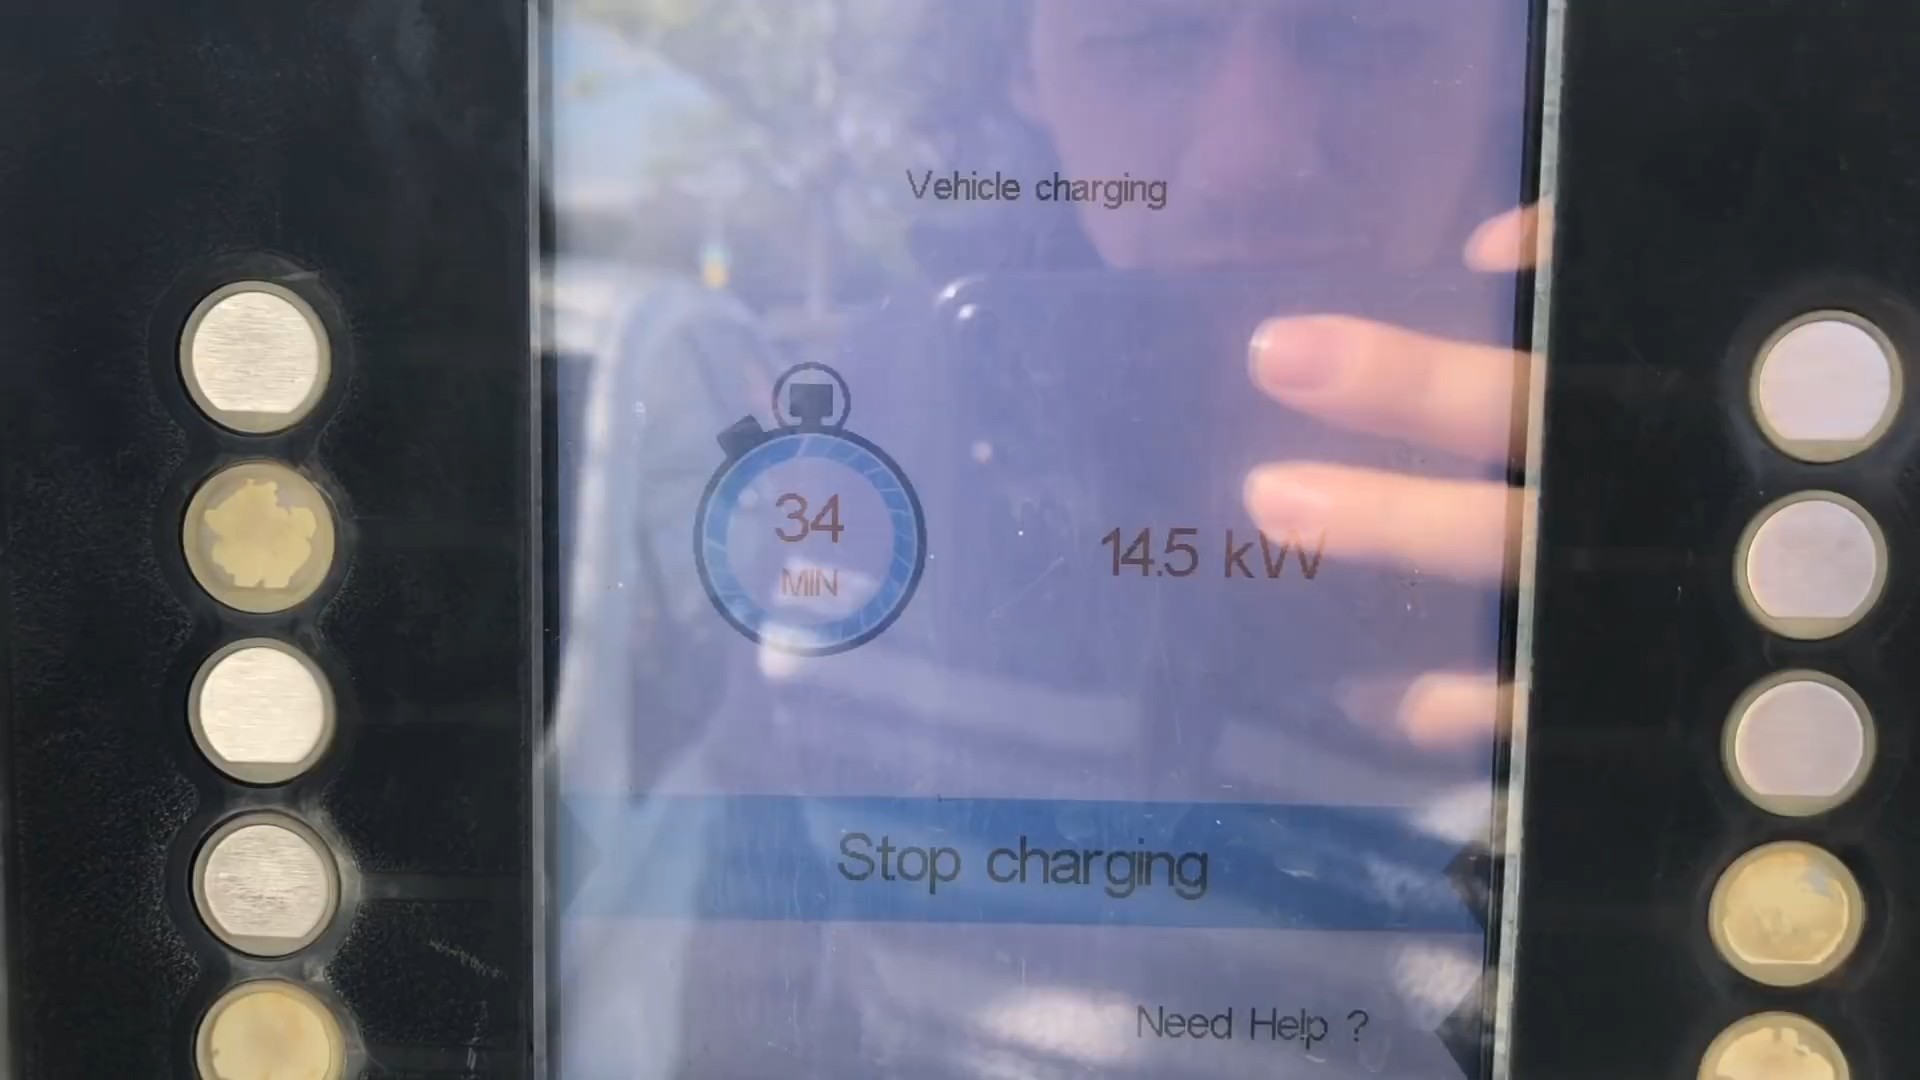 Vehicle charging
34
MIN
14.5 kW
Stop charging
Need Help ?